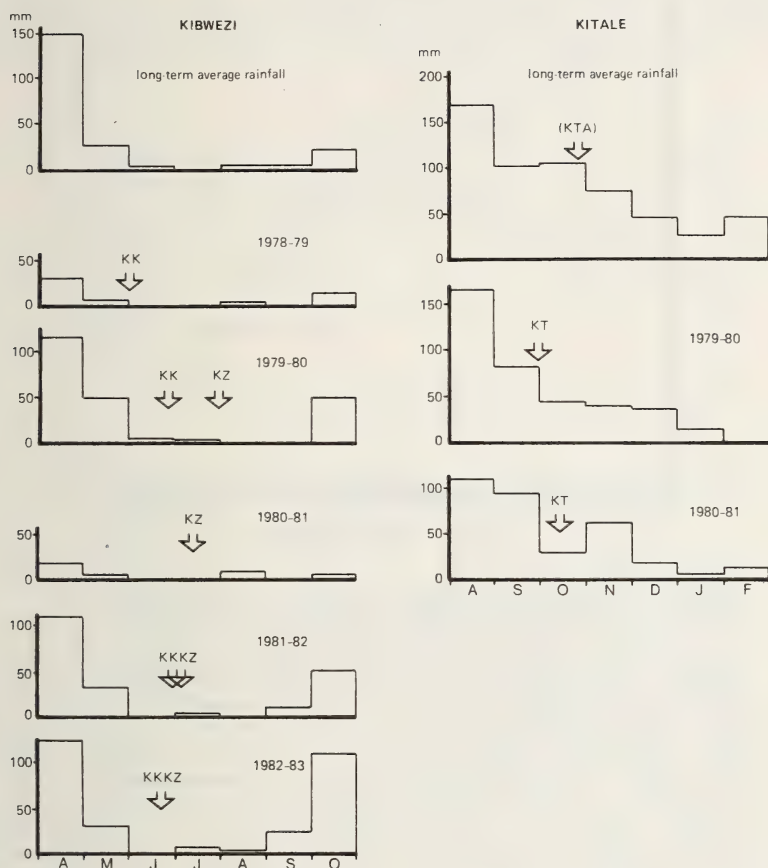 KIBWEZI
mm
150
100
50
0
long-term average rainfall
50
0
1978-79
KK
100
50
0
1979-80
KK KZ
50
0
1980-81
KZ
100
50
0
1981-82
KKKZ
100
50
0
1982-83
KKKZ
A M J J A S O
KITALE
mm
200
150
100
50
0
long-term average rainfall
(KTA)
150
100
50
0
1979-80
KT
100
50
0
1980-81
KT
A S O N D J F